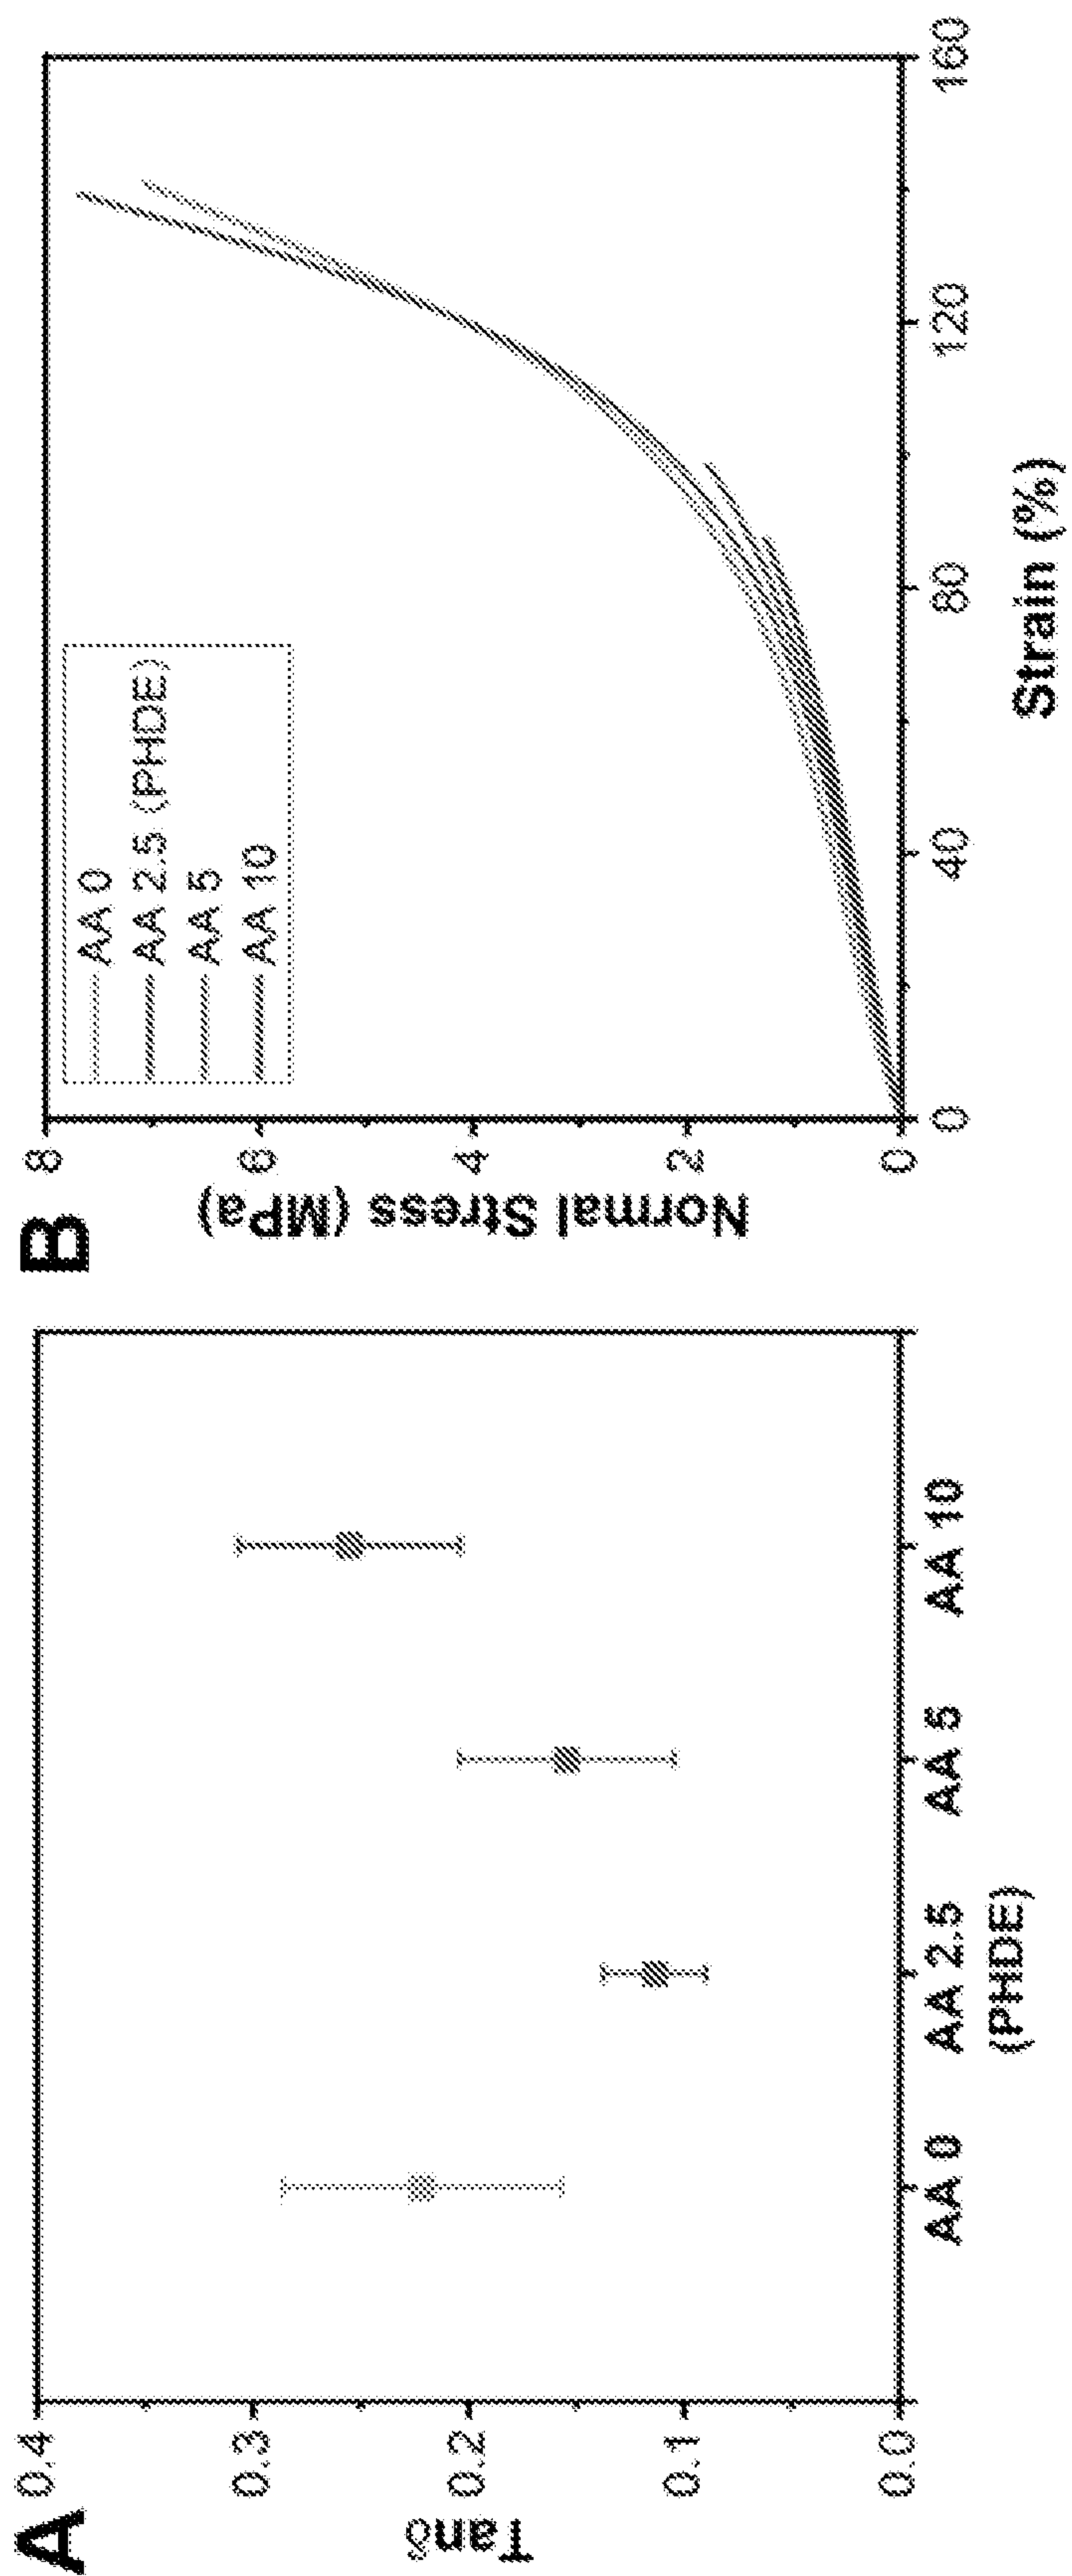 A
0.4
0.3
0.2
0.1
0.0
Tanδ
AA 0
AA 2.5
(PHDE)
AA 5
AA 10
B
8
6
4
2
0
Normal Stress (MPa)
AA 0
AA 2.5 (PHDE)
AA 5
AA 10
0
40
80
120
160
Strain (%)